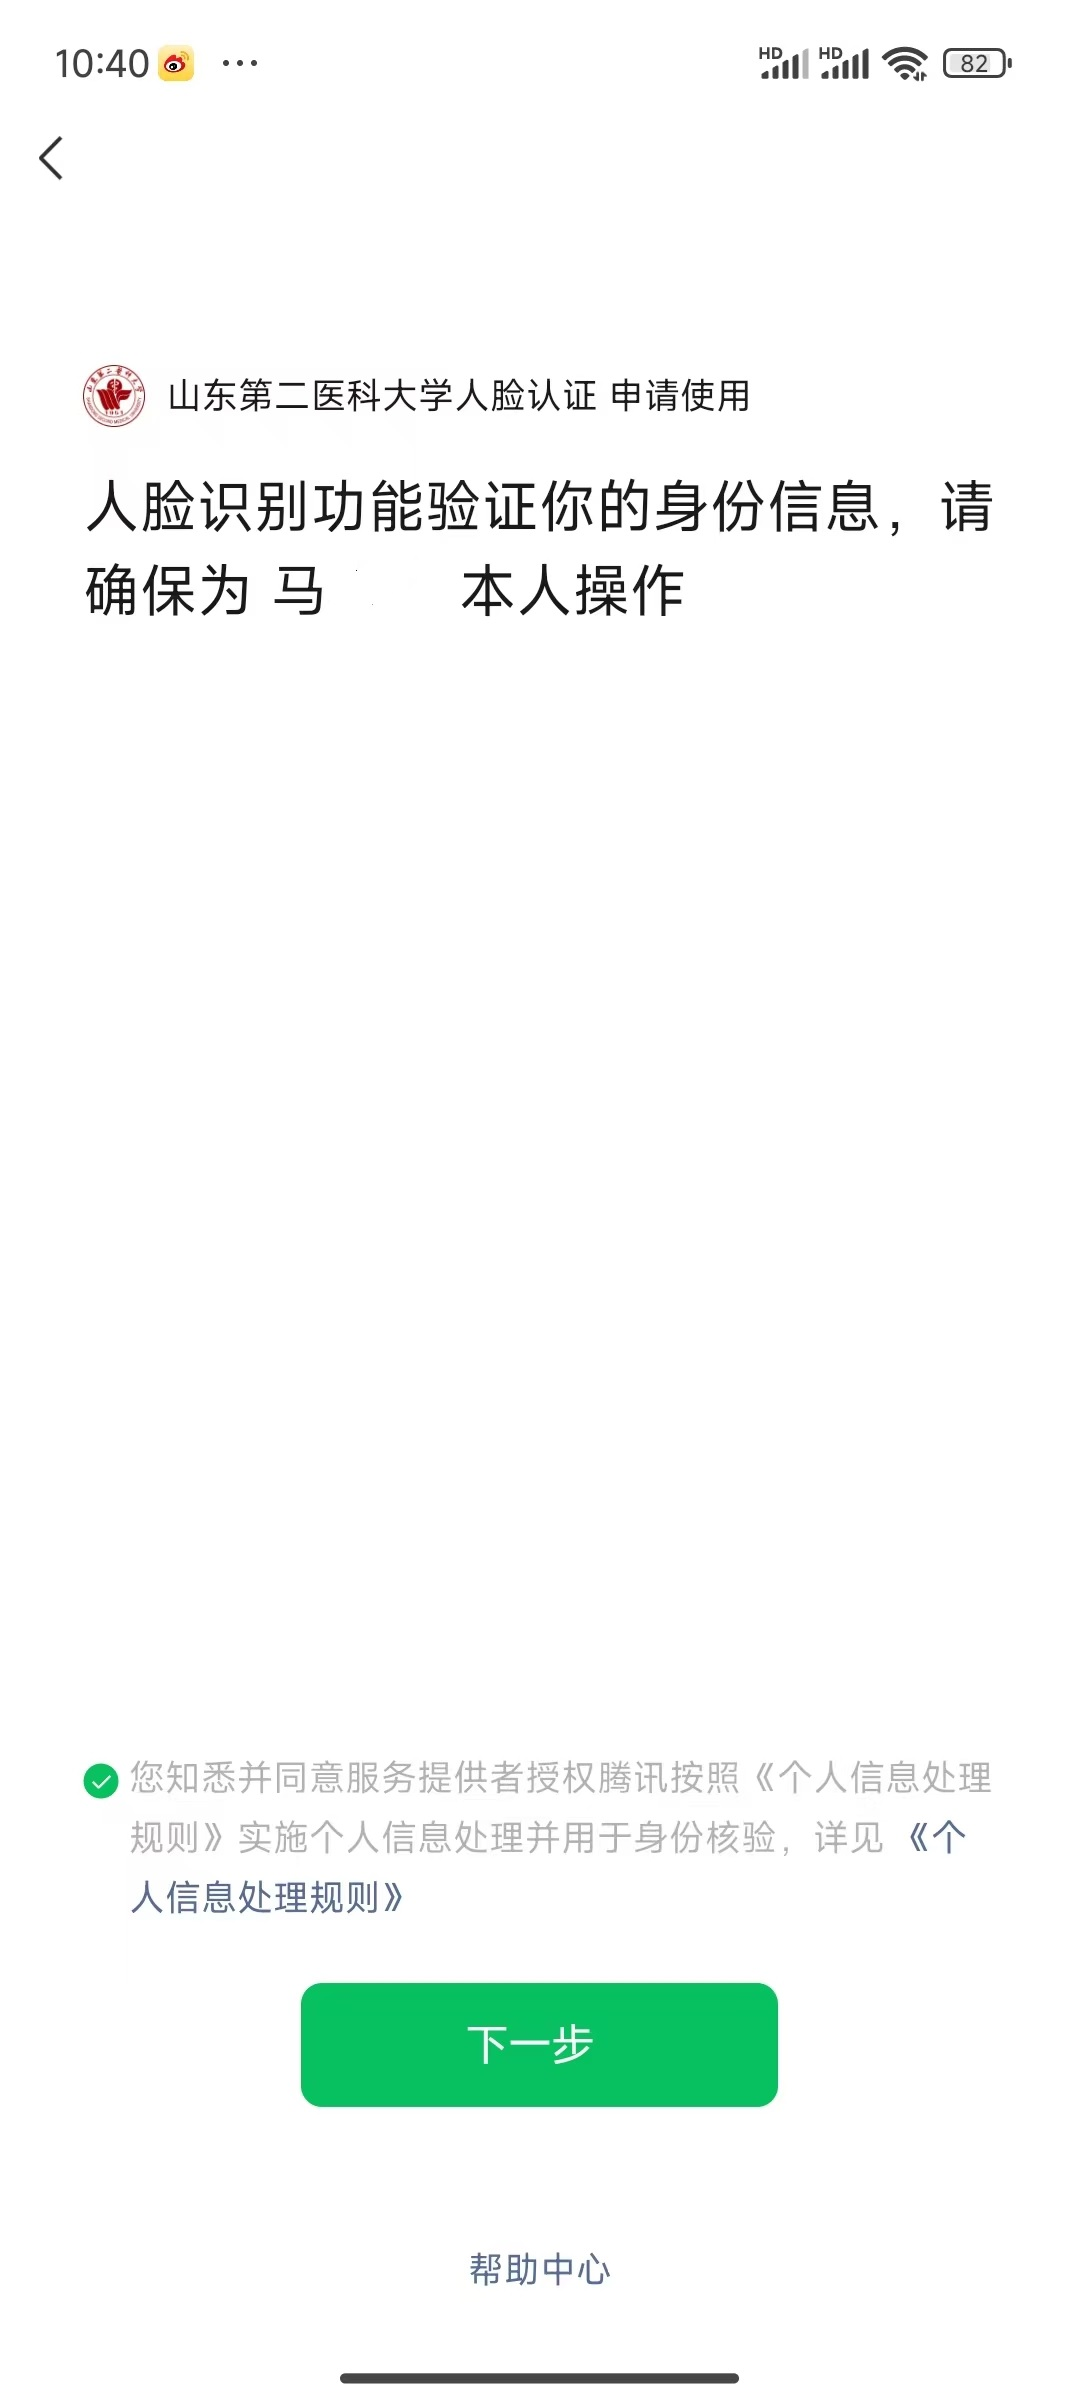 10:40
HD HD 82
山东第二医科大学人脸认证 申请使用
人脸识别功能验证你的身份信息，请
确保为 马 本人操作
您知悉并同意服务提供者授权腾讯按照《个人信息处理
规则》实施个人信息处理并用于身份核验，详见 《个
人信息处理规则》
下一步
帮助中心